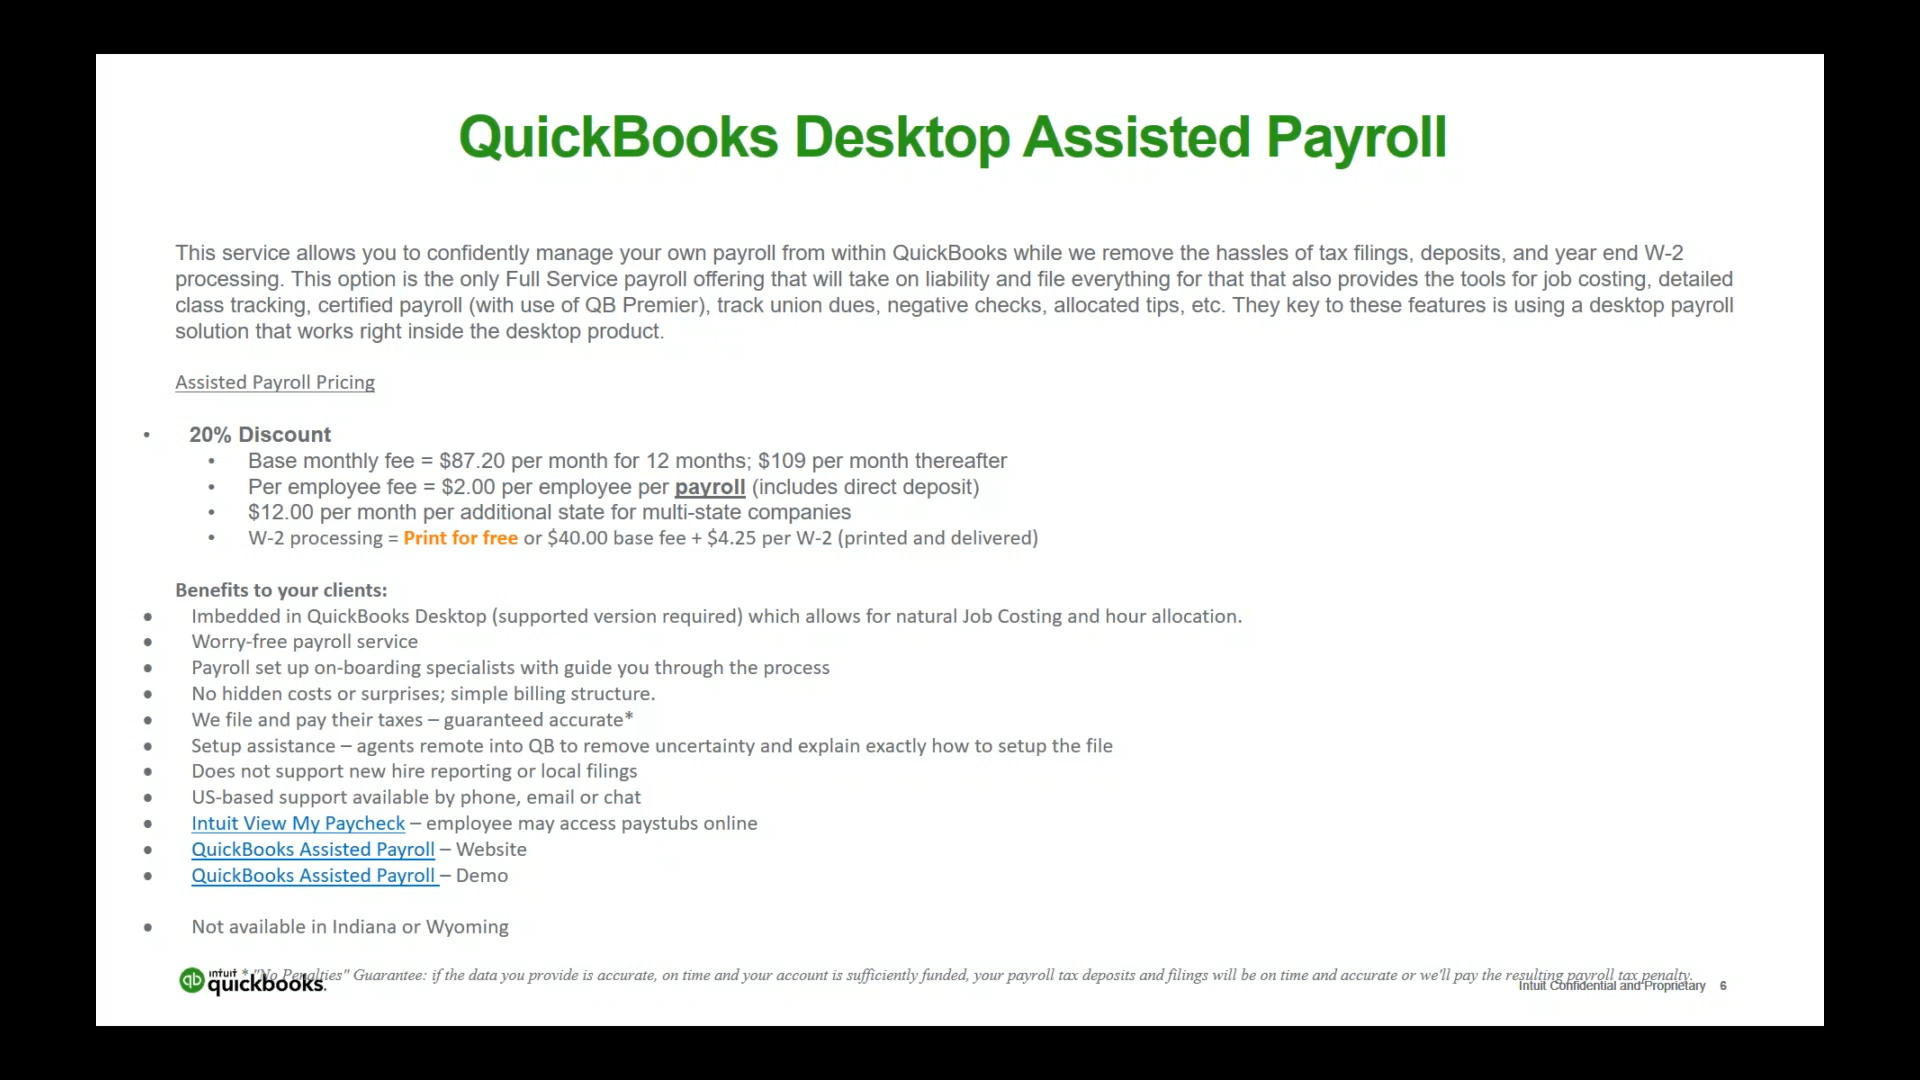 QuickBooks Desktop Assisted Payroll
This service allows you to confidently manage your own payroll from within QuickBooks while we remove the hassles of tax filings, deposits, and year end W-2
processing. This option is the only Full Service payroll offering that will take on liability and file everything for that that also provides the tools for job costing, detailed
class tracking, certified payroll (with use of QB Premier), track union dues, negative checks, allocated tips, etc. They key to these features is using a desktop payroll
solution that works right inside the desktop product.
Assisted Payroll Pricing
• 20% Discount
• Base monthly fee = $87.20 per month for 12 months; $109 per month thereafter
• Per employee fee = $2.00 per employee per payroll (includes direct deposit)
• $12.00 per month per additional state for multi-state companies
• W-2 processing = Print for free or $40.00 base fee + $4.25 per W-2 (printed and delivered)
Benefits to your clients:
● Imbedded in QuickBooks Desktop (supported version required) which allows for natural Job Costing and hour allocation.
● Worry-free payroll service
● Payroll set up on-boarding specialists with guide you through the process
● No hidden costs or surprises; simple billing structure.
● We file and pay their taxes – guaranteed accurate*
● Setup assistance – agents remote into QB to remove uncertainty and explain exactly how to setup the file
● Does not support new hire reporting or local filings
● US-based support available by phone, email or chat
● Intuit View My Paycheck – employee may access paystubs online
● QuickBooks Assisted Payroll – Website
● QuickBooks Assisted Payroll – Demo
● Not available in Indiana or Wyoming
* "No Penalties" Guarantee: if the data you provide is accurate, on time and your account is sufficiently funded, your payroll tax deposits and filings will be on time and accurate or we'll pay the resulting payroll tax penalty.
qb intuit quickbooks.
Intuit Confidential and Proprietary 6